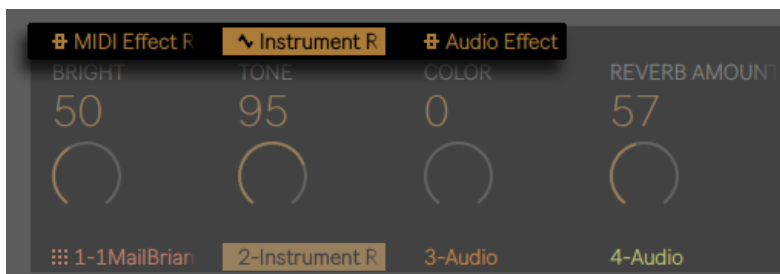 MIDI Effect R Instrument R Audio Effect
BRIGHT TONE COLOR REVERB AMOUNT
50 95 0 57
1-1MailBrian 2-Instrument R 3-Audio 4-Audio